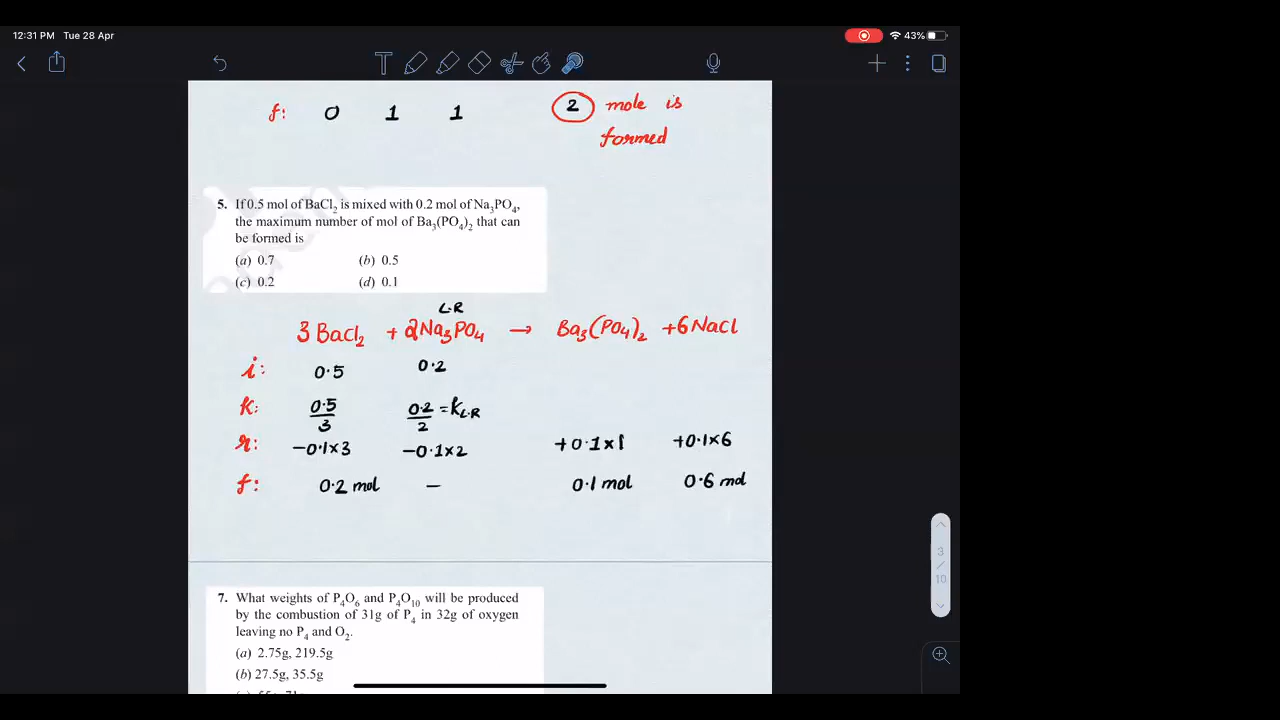 12:31 PM Tue 28 Apr
43%
T
f: 0 1 1 2 mole is
formed
5. If 0.5 mol of BaCl₂ is mixed with 0.2 mol of Na₃PO₄,
the maximum number of mol of Ba₃(PO₄)₂ that can
be formed is
(a) 0.7 (b) 0.5
(c) 0.2 (d) 0.1
L.R
3 BaCl₂ + 2Na₃PO₄ → Ba₃(PO₄)₂ +6 NaCl
i: 0.5 0.2
K: 0.5/3 0.2/2 = K_L.R
r: -0.1×3 -0.1×2 +0.1×1 +0.1×6
f: 0.2 mol – 0.1 mol 0.6 mol
3
/
10
7. What weights of P₄O₆ and P₄O₁₀ will be produced
by the combustion of 31g of P₄ in 32g of oxygen
leaving no P₄ and O₂.
(a) 2.75g, 219.5g
(b) 27.5g, 35.5g